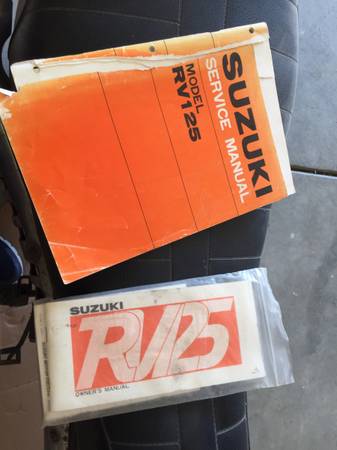 SUZUKI
SERVICE MANUAL
MODEL
RV125
SUZUKI
RV125
OWNER'S MANUAL